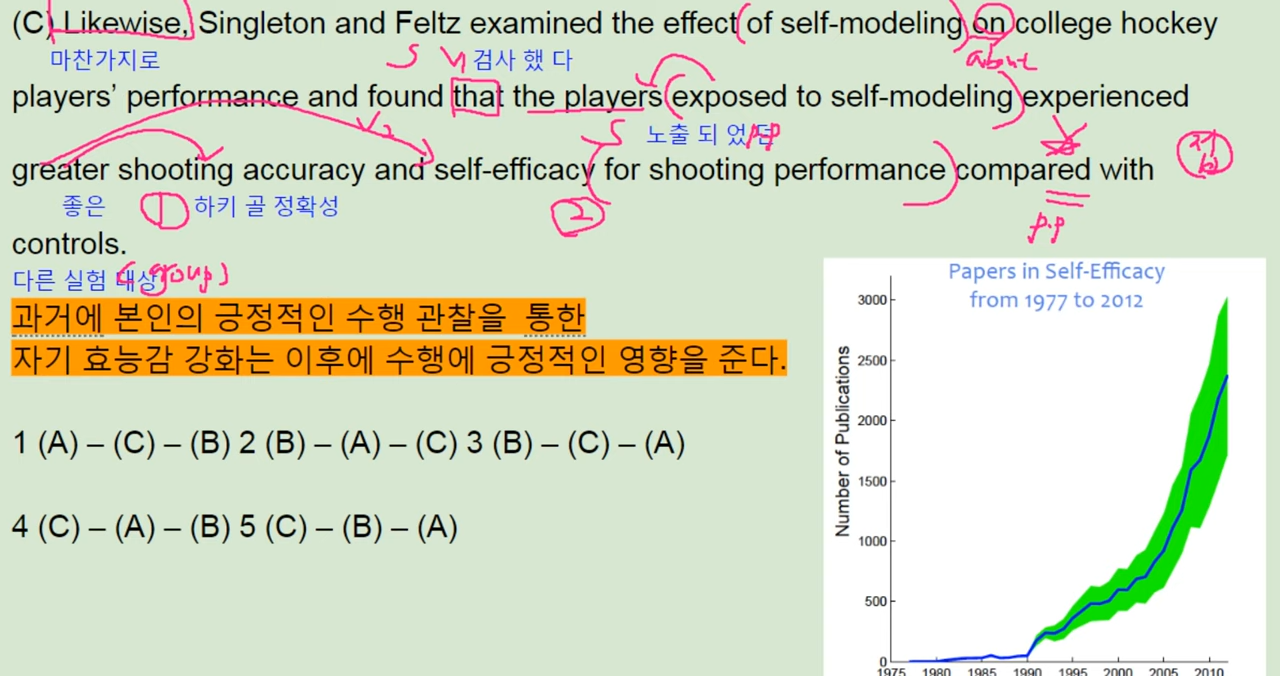 (C) Likewise, Singleton and Feltz examined the effect of self-modeling on college hockey
마찬가지로 S V1 검사 했 다 about
players’ performance and found that the players exposed to self-modeling experienced
V2 S 노출 되 었 던 p.p
greater shooting accuracy and self-efficacy for shooting performance compared with
좋은 1 하키 골 정확성 2 p.p
controls.
다른 실험 대상 (group)
과거에 본인의 긍정적인 수행 관찰을 통한
자기 효능감 강화는 이후에 수행에 긍정적인 영향을 준다.
1 (A) – (C) – (B) 2 (B) – (A) – (C) 3 (B) – (C) – (A)
4 (C) – (A) – (B) 5 (C) – (B) – (A)
Papers in Self-Efficacy
from 1977 to 2012
Number of Publications
3000
2500
2000
1500
1000
500
0
1975 1980 1985 1990 1995 2000 2005 2010